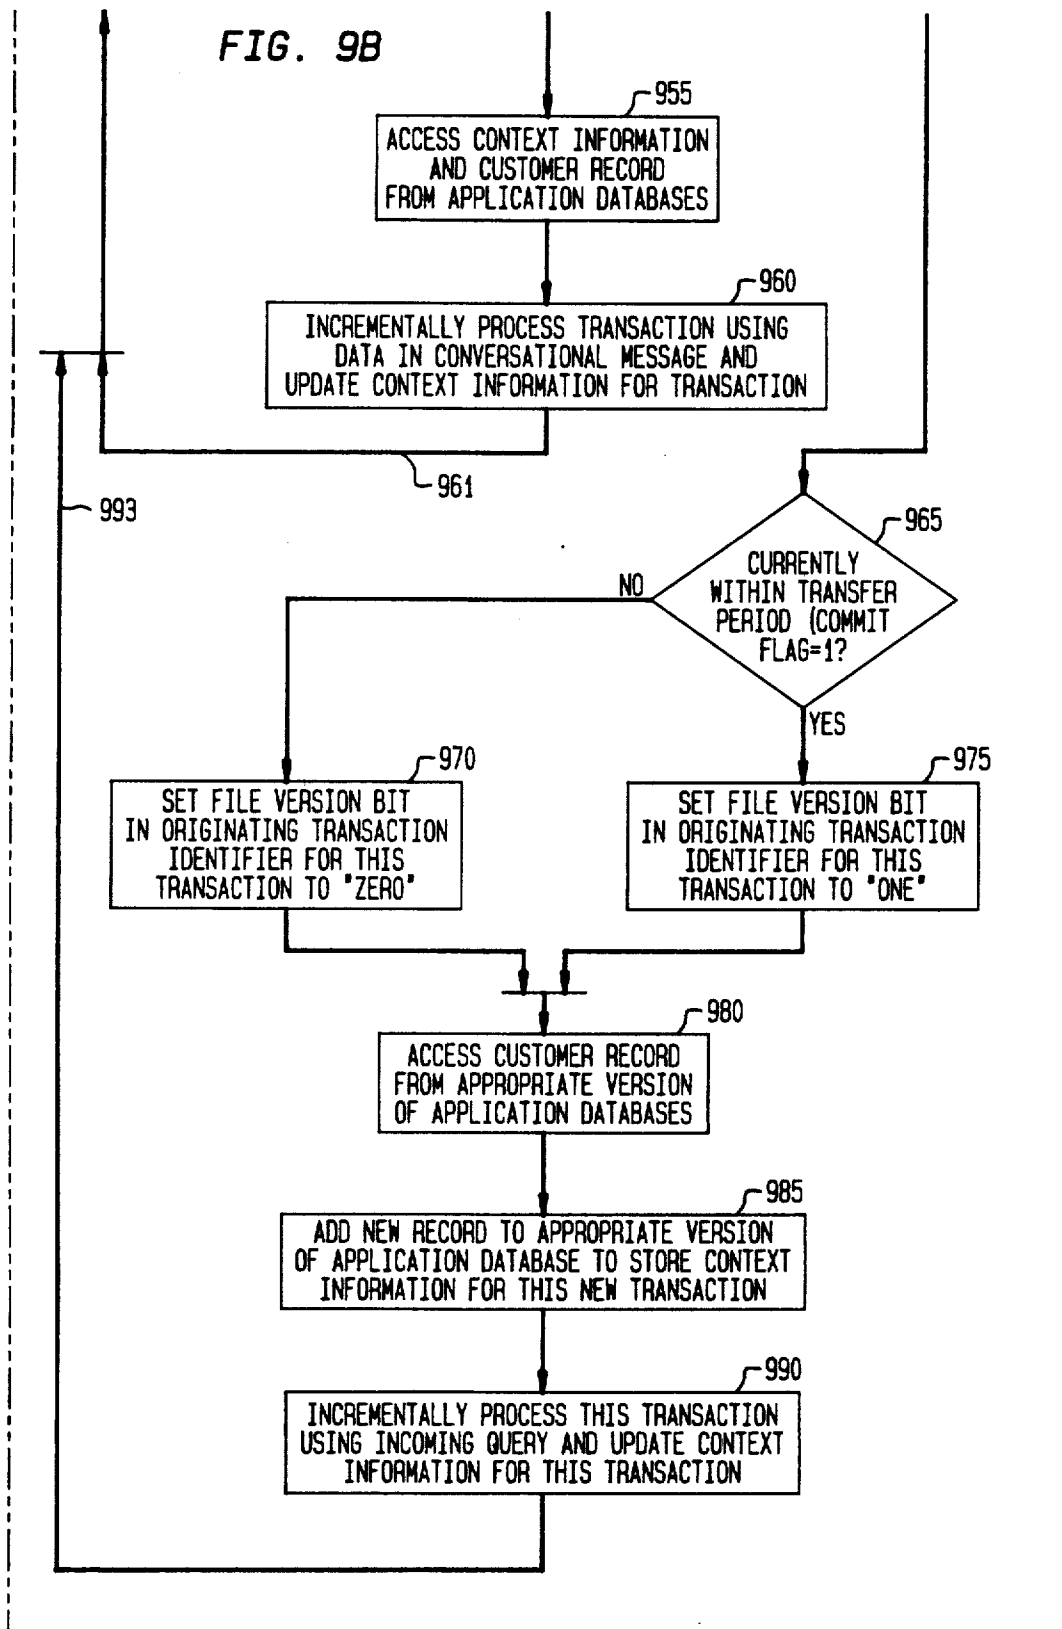 FIG. 9B
955
ACCESS CONTEXT INFORMATION
AND CUSTOMER RECORD
FROM APPLICATION DATABASES
960
INCREMENTALLY PROCESS TRANSACTION USING
DATA IN CONVERSATIONAL MESSAGE AND
UPDATE CONTEXT INFORMATION FOR TRANSACTION
961
993
965
CURRENTLY
WITHIN TRANSFER
PERIOD (COMMIT
FLAG=1?
NO
YES
970
SET FILE VERSION BIT
IN ORIGINATING TRANSACTION
IDENTIFIER FOR THIS
TRANSACTION TO "ZERO"
975
SET FILE VERSION BIT
IN ORIGINATING TRANSACTION
IDENTIFIER FOR THIS
TRANSACTION TO "ONE"
980
ACCESS CUSTOMER RECORD
FROM APPROPRIATE VERSION
OF APPLICATION DATABASES
985
ADD NEW RECORD TO APPROPRIATE VERSION
OF APPLICATION DATABASE TO STORE CONTEXT
INFORMATION FOR THIS NEW TRANSACTION
990
INCREMENTALLY PROCESS THIS TRANSACTION
USING INCOMING QUERY AND UPDATE CONTEXT
INFORMATION FOR THIS TRANSACTION